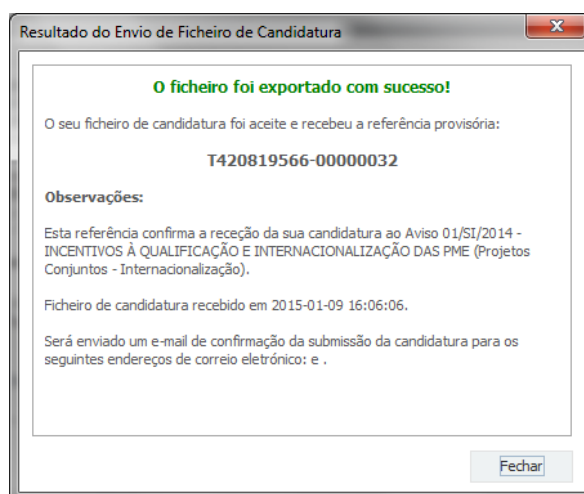 Resultado do Envio de Ficheiro de Candidatura
O ficheiro foi exportado com sucesso!
O seu ficheiro de candidatura foi aceite e recebeu a referência provisória:
T420819566-00000032
Observações:
Esta referência confirma a receção da sua candidatura ao Aviso 01/SI/2014 -
INCENTIVOS À QUALIFICAÇÃO E INTERNACIONALIZAÇÃO DAS PME (Projetos
Conjuntos - Internacionalização).
Ficheiro de candidatura recebido em 2015-01-09 16:06:06.
Será enviado um e-mail de confirmação da submissão da candidatura para os
seguintes endereços de correio eletrónico: e .
Fechar